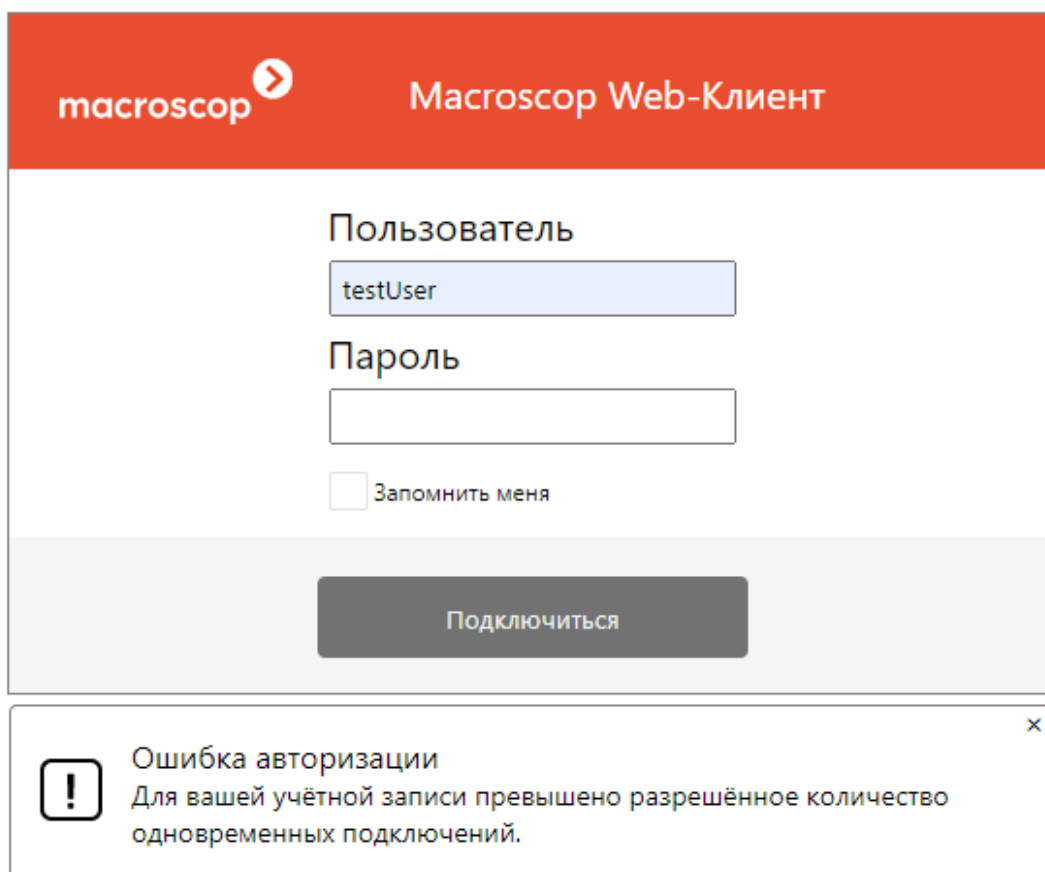 macroscop
Macroscop Web-Клиент
Пользователь
testUser
Пароль
Запомнить меня
Подключиться
×
Ошибка авторизации
Для вашей учётной записи превышено разрешённое количество
одновременных подключений.